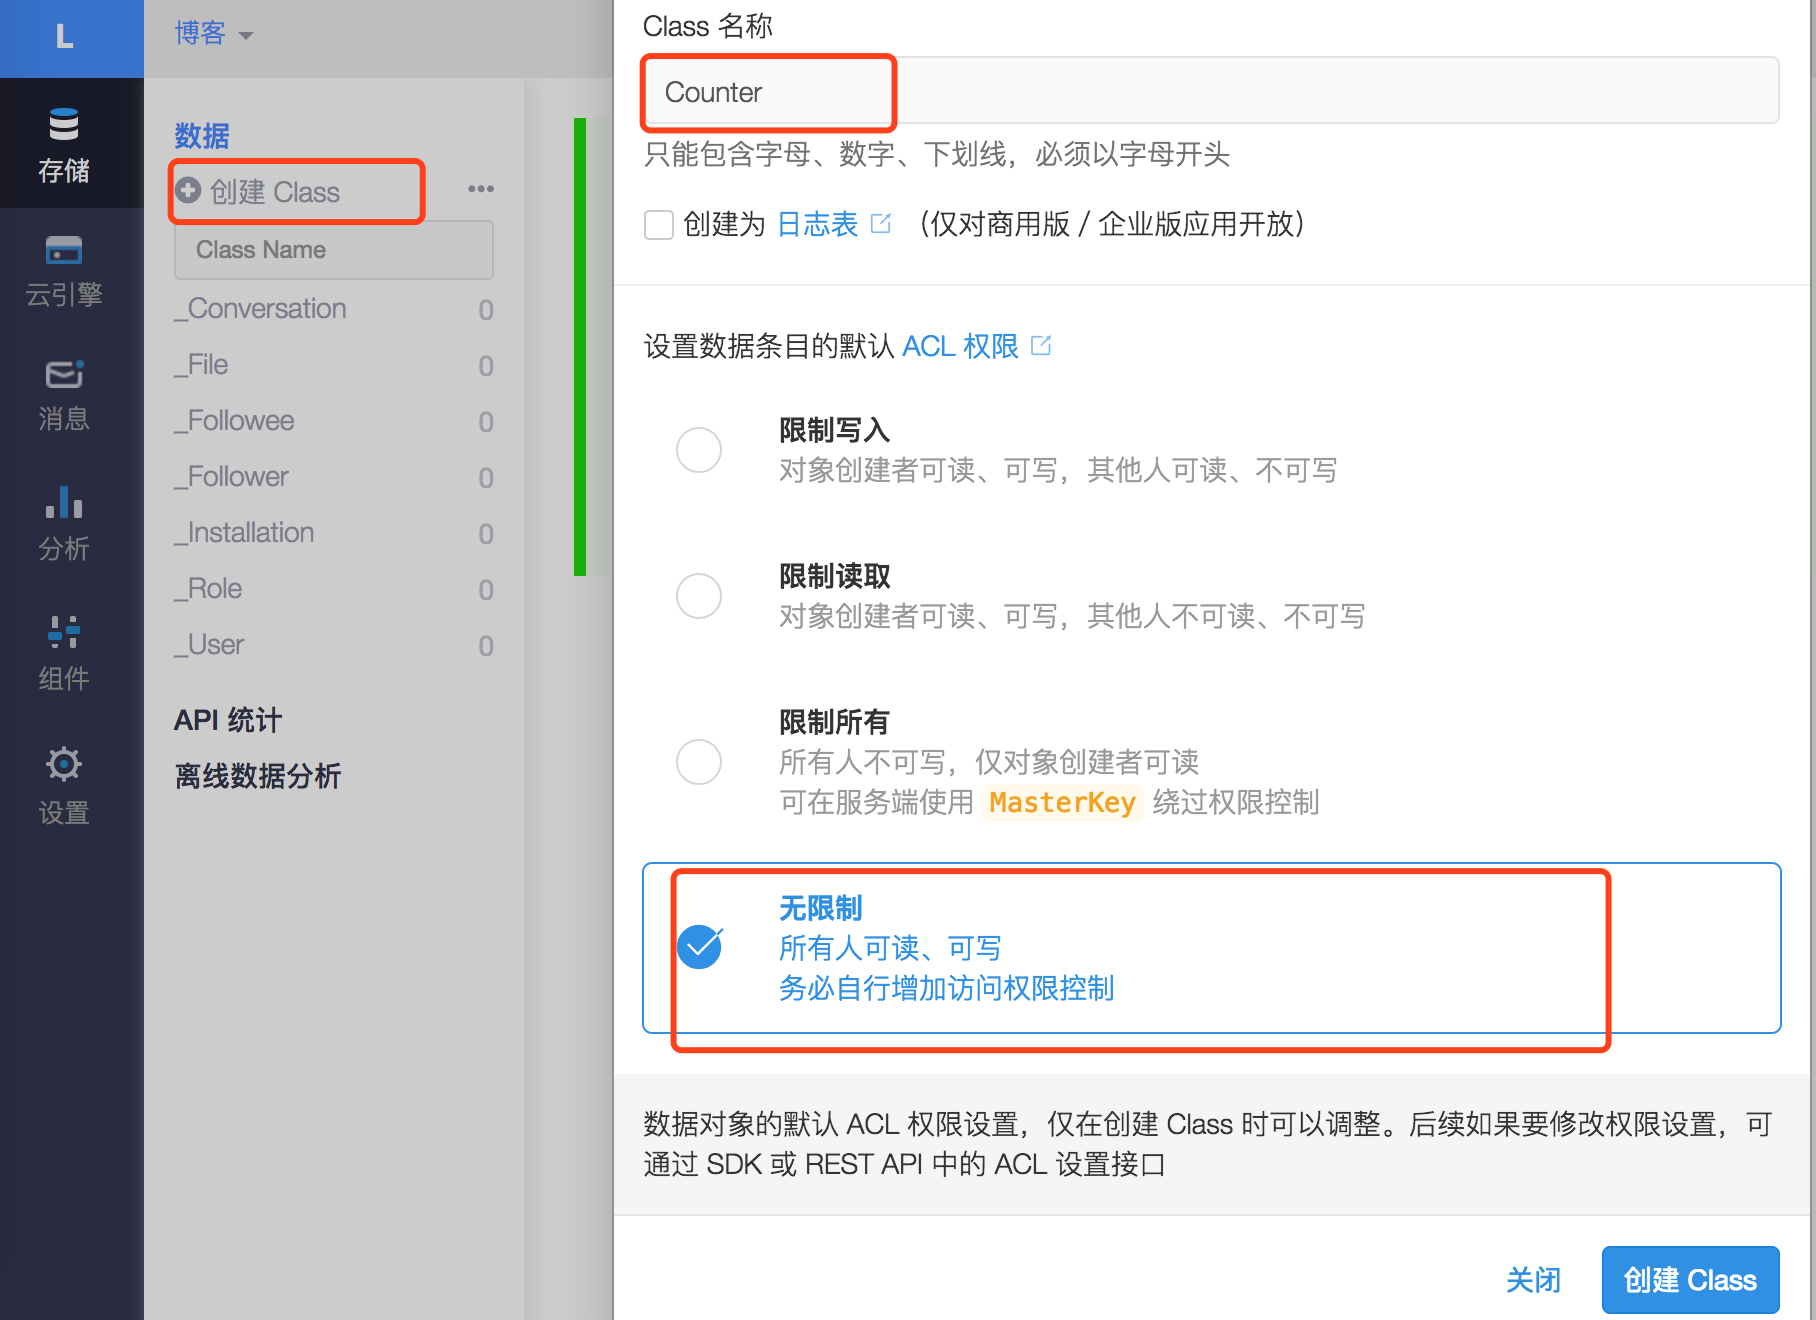 L
博客
存储
云引擎
消息
分析
组件
设置
数据
创建 Class
Class Name
_Conversation 0
_File 0
_Followee 0
_Follower 0
_Installation 0
_Role 0
_User 0
API 统计
离线数据分析
Class 名称
Counter
只能包含字母、数字、下划线，必须以字母开头
创建为 日志表 （仅对商用版 / 企业版应用开放）
设置数据条目的默认 ACL 权限
限制写入
对象创建者可读、可写，其他人可读、不可写
限制读取
对象创建者可读、可写，其他人不可读、不可写
限制所有
所有人不可写，仅对象创建者可读
可在服务端使用 MasterKey 绕过权限控制
无限制
所有人可读、可写
务必自行增加访问权限控制
数据对象的默认 ACL 权限设置，仅在创建 Class 时可以调整。后续如果要修改权限设置，可
通过 SDK 或 REST API 中的 ACL 设置接口
关闭
创建 Class